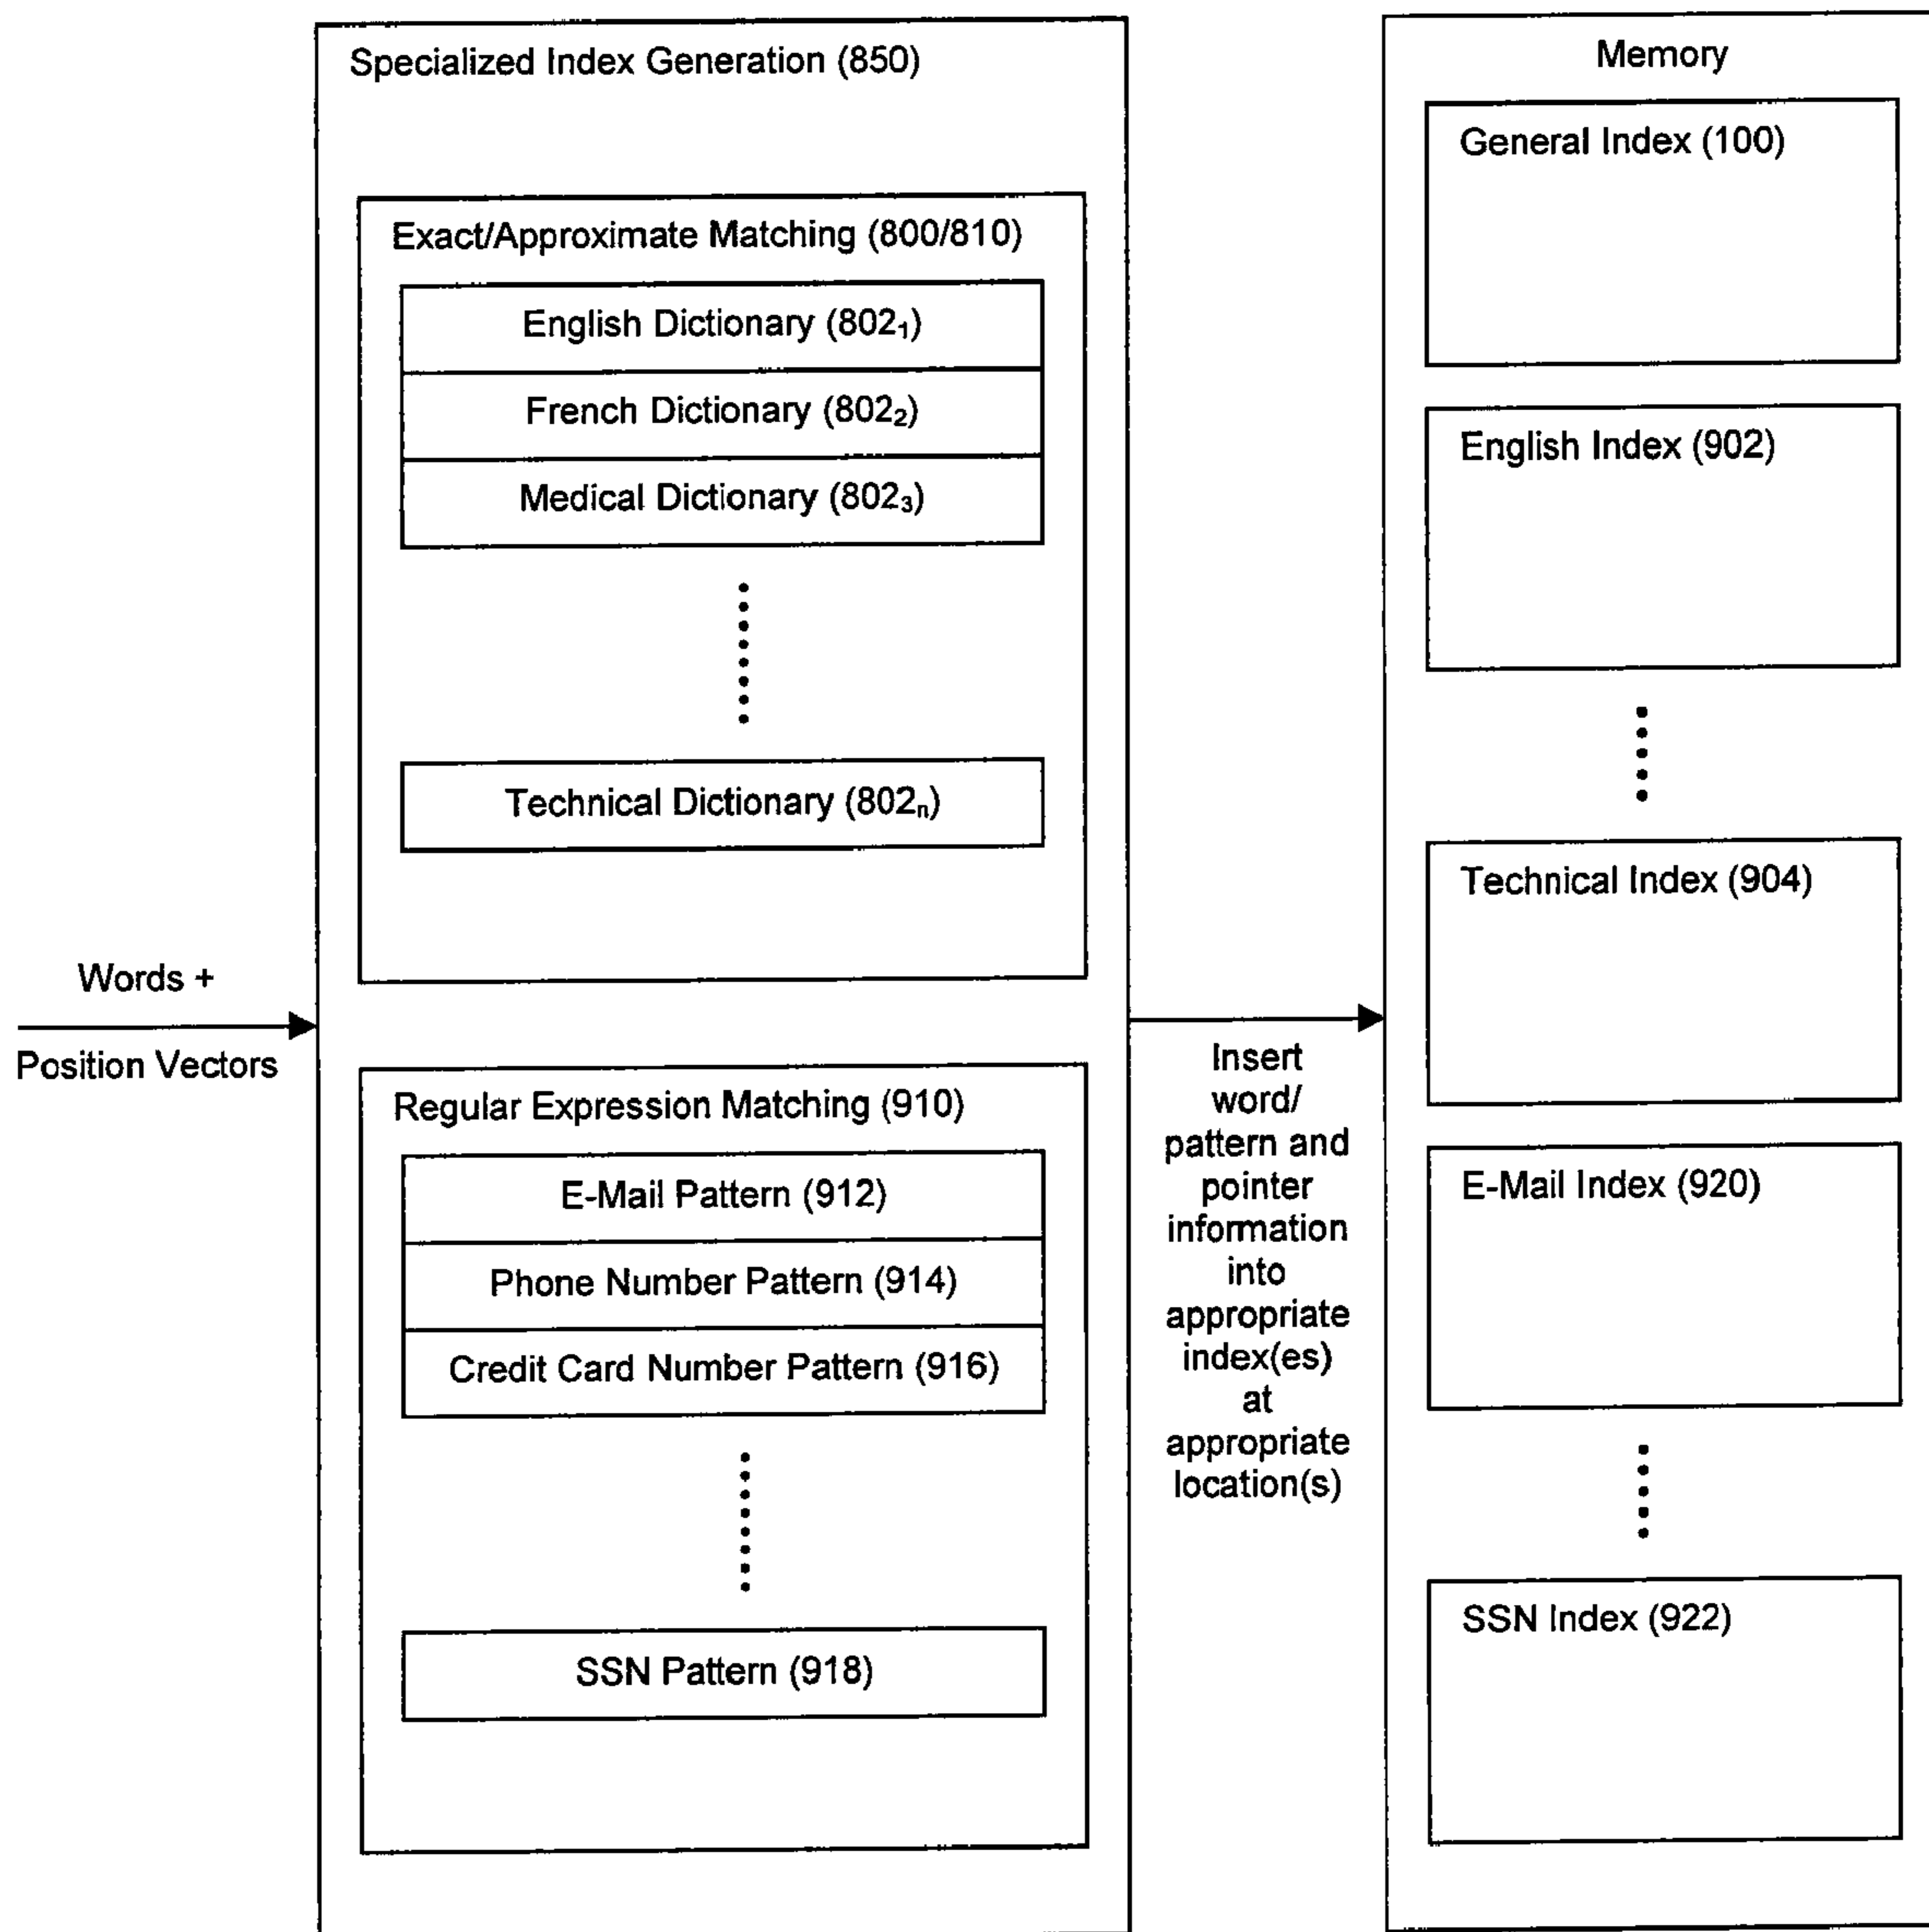 Specialized Index Generation (850)
Exact/Approximate Matching (800/810)
English Dictionary (802₁)
French Dictionary (802₂)
Medical Dictionary (802₃)
Technical Dictionary (802ₙ)
Words +
Position Vectors
Regular Expression Matching (910)
E-Mail Pattern (912)
Phone Number Pattern (914)
Credit Card Number Pattern (916)
SSN Pattern (918)
Insert
word/
pattern and
pointer
information
into
appropriate
index(es)
at
appropriate
location(s)
Memory
General Index (100)
English Index (902)
Technical Index (904)
E-Mail Index (920)
SSN Index (922)